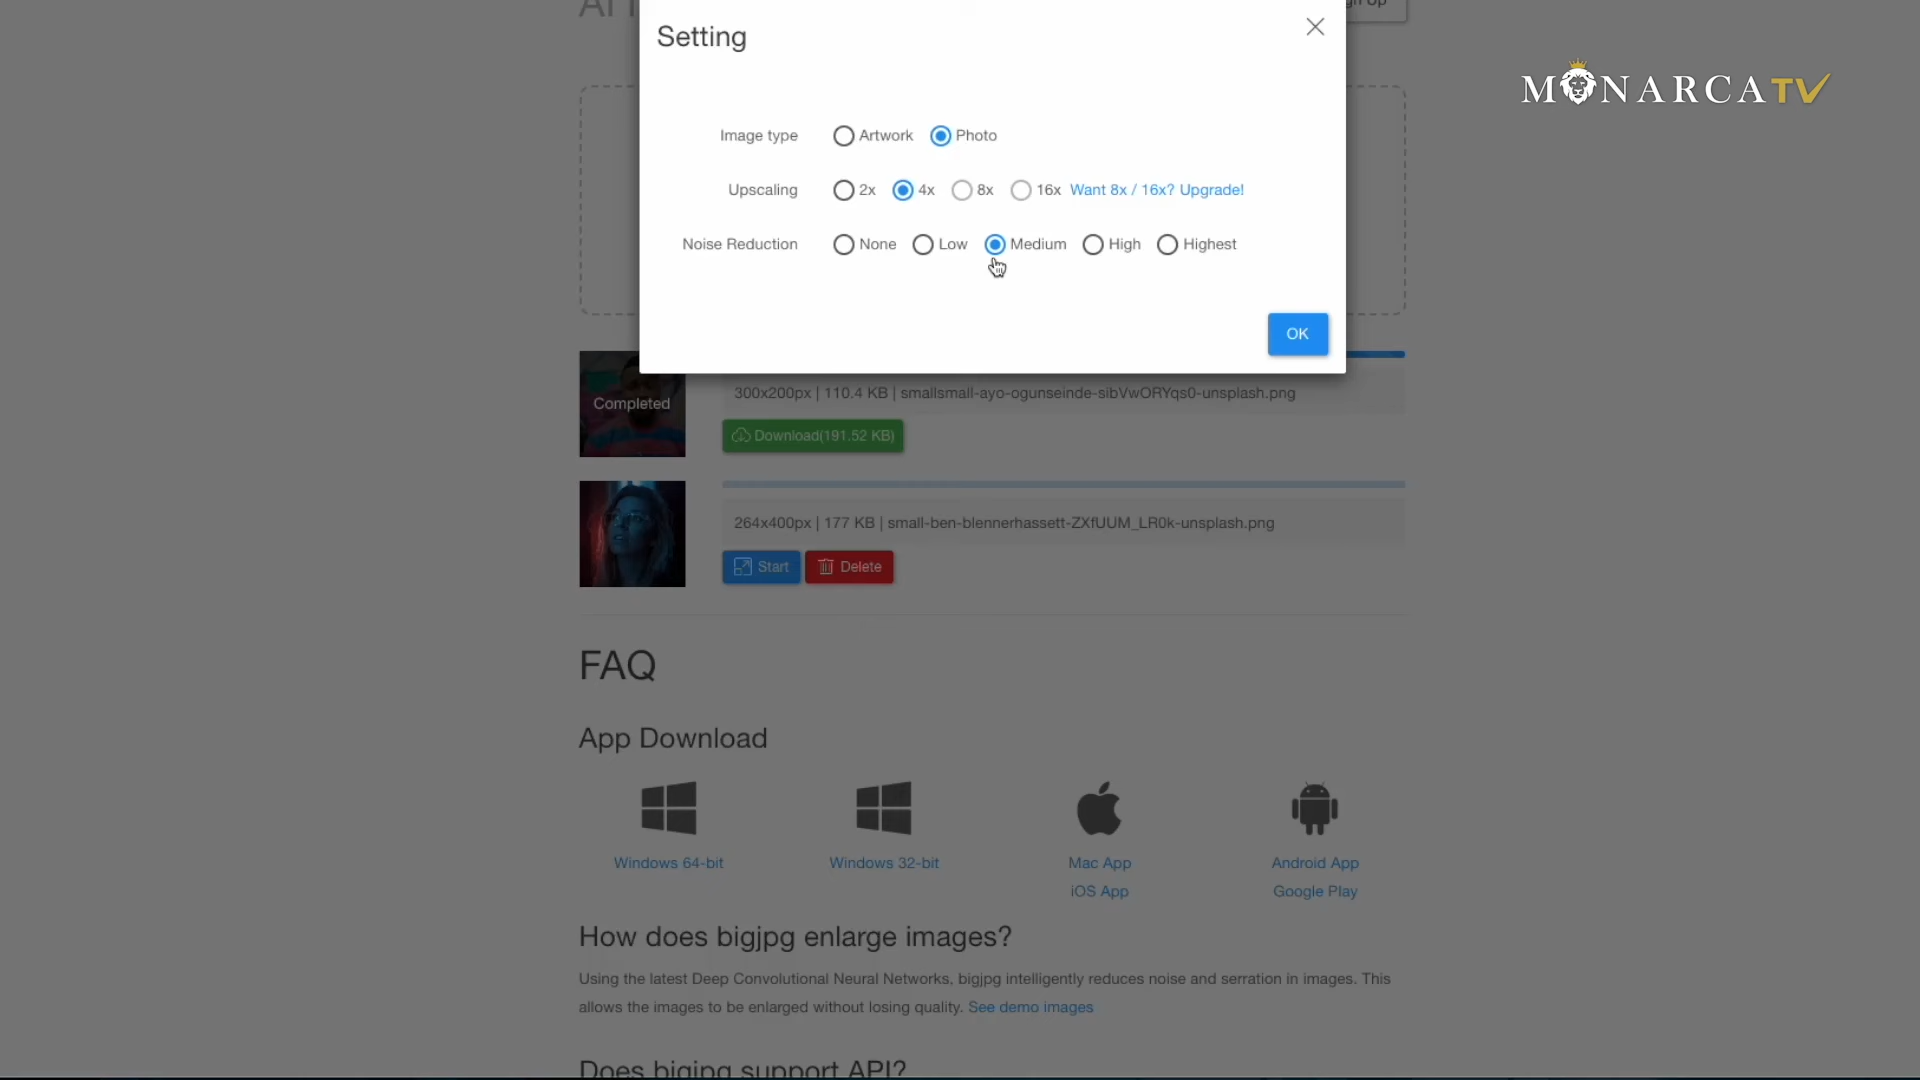 Setting
MONARCA TV
Image type Artwork Photo
Upscaling 2x 4x 8x 16x Want 8x / 16x? Upgrade!
Noise Reduction None Low Medium High Highest
OK
Completed
300x200px | 110.4 KB | smallsmall-ayo-ogunseinde-sibVwORYqs0-unsplash.png
Download(191.52 KB)
264x400px | 177 KB | small-ben-blennerhassett-ZXfUUM_LR0k-unsplash.png
Start Delete
FAQ
App Download
Windows 64-bit Windows 32-bit Mac App Android App
iOS App Google Play
How does bigjpg enlarge images?
Using the latest Deep Convolutional Neural Networks, bigjpg intelligently reduces noise and serration in images. This
allows the images to be enlarged without losing quality. See demo images
Does bigjpg support API?